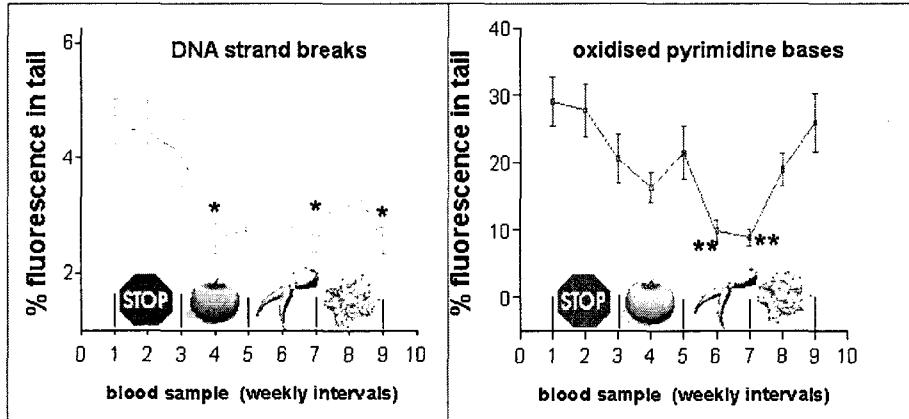 DNA strand breaks
% fluorescence in tail
6
4
2
STOP
0 1 2 3 4 5 6 7 8 9 10
blood sample (weekly intervals)
* * *
oxidised pyrimidine bases
% fluorescence in tail
40
30
20
10
0
** **
STOP
0 1 2 3 4 5 6 7 8 9 10
blood sample (weekly intervals)